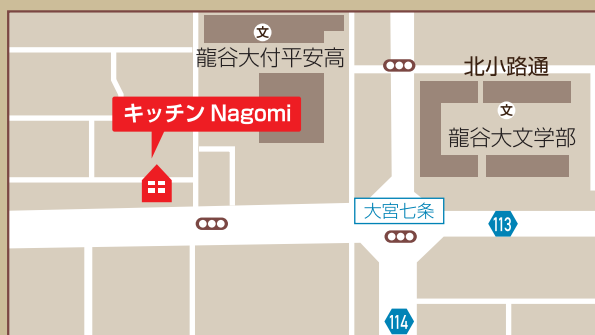 文
龍谷大付平安高
北小路通
キッチン Nagomi
文
龍谷大文学部
大宮七条
113
114